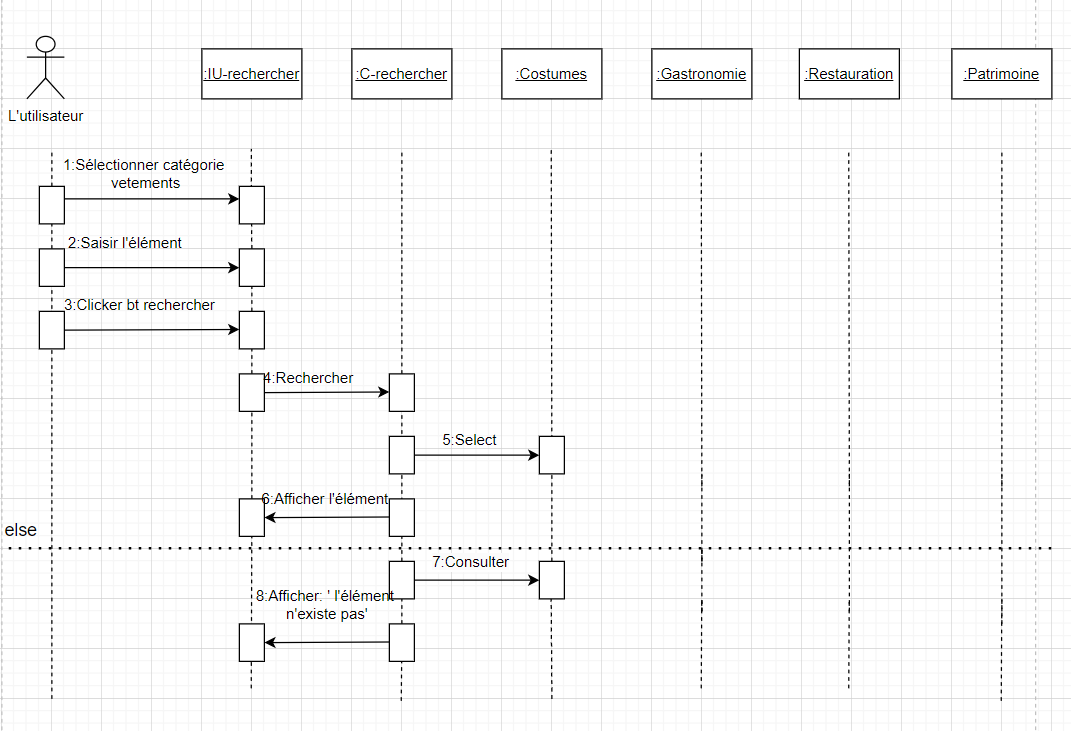 :IU-rechercher
:C-rechercher
:Costumes
:Gastronomie
:Restauration
:Patrimoine
L'utilisateur
1:Sélectionner catégorie
vetements
2:Saisir l'élément
3:Clicker bt rechercher
4:Rechercher
5:Select
6:Afficher l'élément
else
7:Consulter
8:Afficher: ' l'élément
n'existe pas'